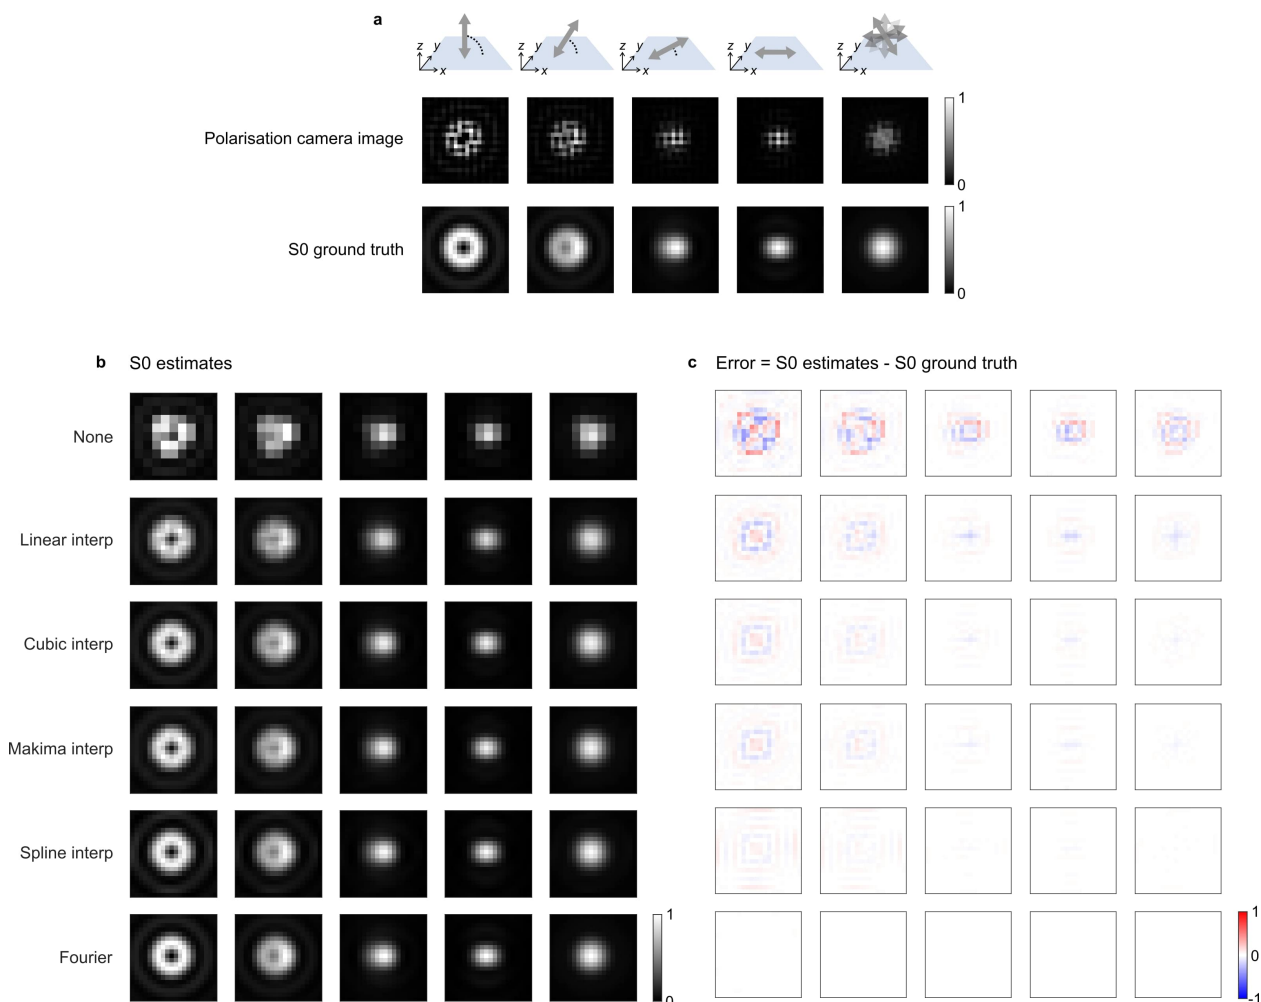 a
z y x z y x z y x z y x z y x
Polarisation camera image
1
0
S0 ground truth
1
0
b S0 estimates
c Error = S0 estimates - S0 ground truth
None
Linear interp
Cubic interp
Makima interp
Spline interp
Fourier
1
0
1
0
-1